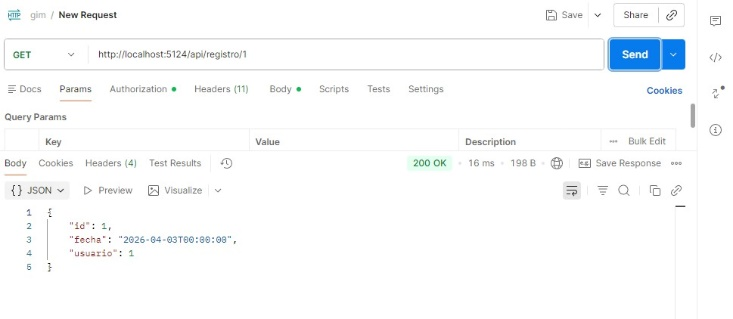 HTTP gim / New Request Save Share
GET http://localhost:5124/api/registro/1 Send
Docs Params Authorization Headers (11) Body Scripts Tests Settings Cookies
Query Params
Key Value Description ••• Bulk Edit
Body Cookies Headers (4) Test Results 200 OK • 16 ms • 198 B • Save Response •••
{} JSON Preview Visualize
1 {
2 "id": 1,
3 "fecha": "2026-04-03T00:00:00",
4 "usuario": 1
5 }